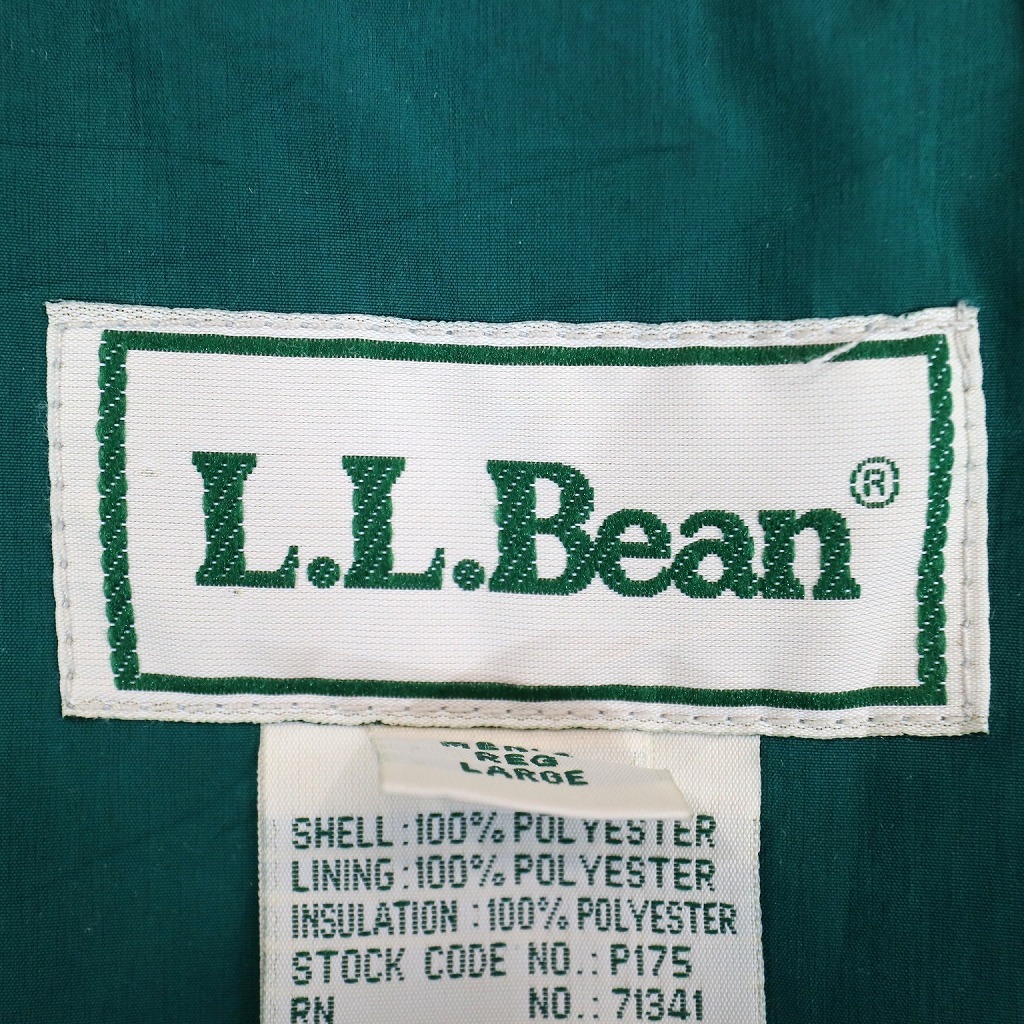 L.L.Bean®
REG
LARGE
SHELL:100% POLYESTER
LINING:100% POLYESTER
INSULATION:100% POLYESTER
STOCK CODE NO.: P175
RN NO.: 71341